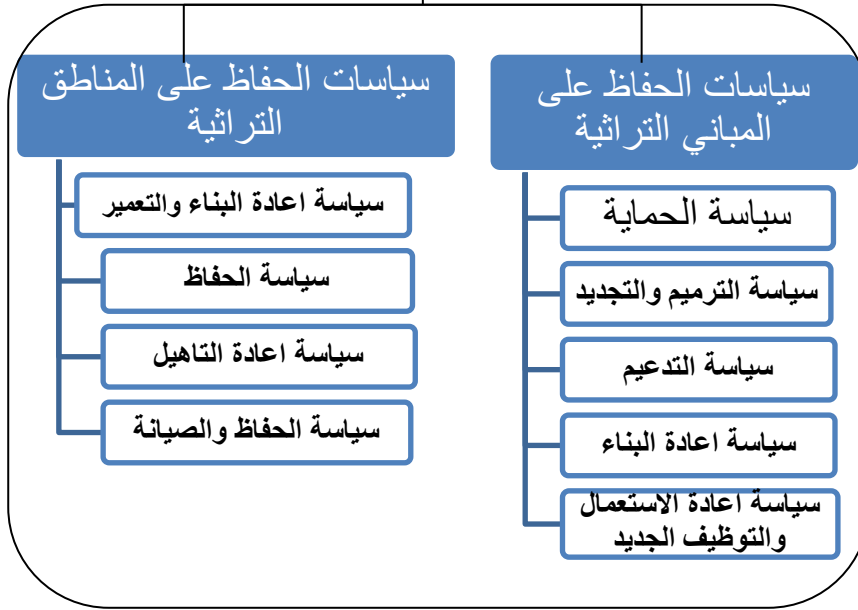 سياسات الحفاظ على
المباني التراثية
سياسة الحماية
سياسة الترميم والتجديد
سياسة التدعيم
سياسة اعادة البناء
سياسة اعادة الاستعمال
والتوظيف الجديد
سياسات الحفاظ على المناطق
التراثية
سياسة اعادة البناء والتعمير
سياسة الحفاظ
سياسة اعادة التاهيل
سياسة الحفاظ والصيانة